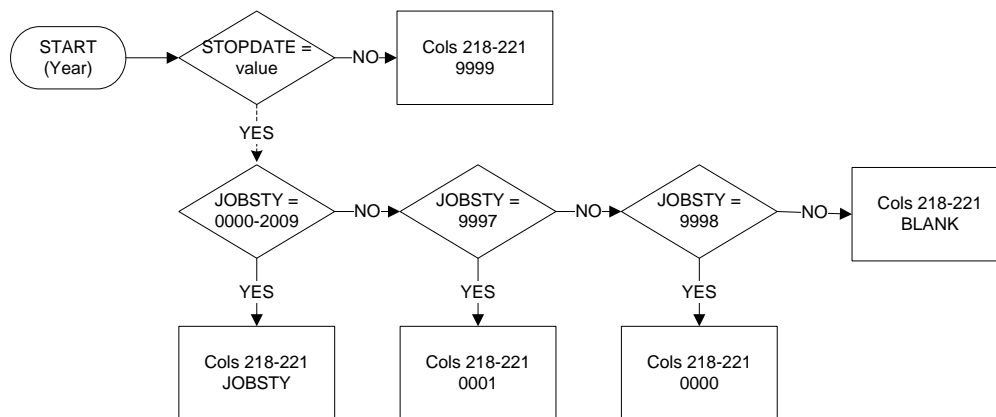 START
(Year)
STOPDATE =
value
NO
Cols 218-221
9999
YES
JOBSTY =
0000-2009
NO
JOBSTY =
9997
NO
JOBSTY =
9998
NO
Cols 218-221
BLANK
YES
YES
YES
Cols 218-221
JOBSTY
Cols 218-221
0001
Cols 218-221
0000